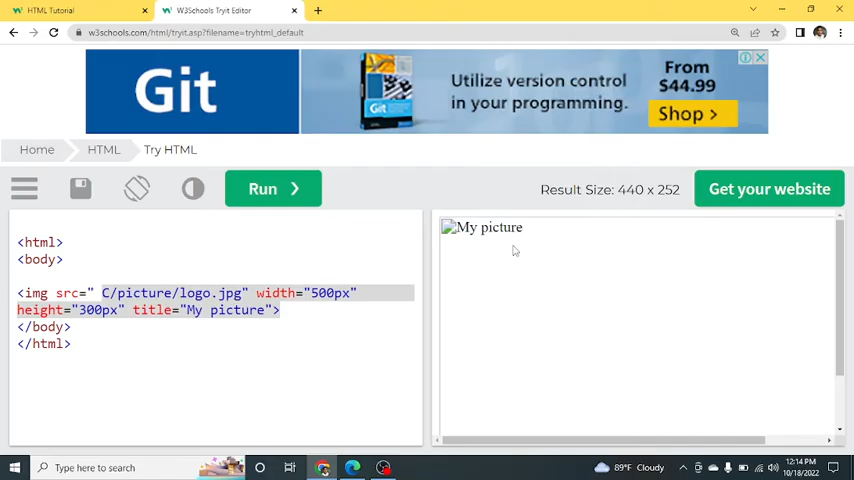 HTML Tutorial
W3Schools Tryit Editor
w3schools.com/html/tryit.asp?filename=tryhtml_default
Git
Git
Utilize version control
in your programming.
From
$44.99
Shop >
Home
HTML
Try HTML
Run ❯
Result Size: 440 x 252
Get your website
<html>
<body>
<img src=" C/picture/logo.jpg" width="500px"
height="300px" title="My picture">
</body>
</html>
My picture
Type here to search
89°F Cloudy
12:14 PM
10/18/2022